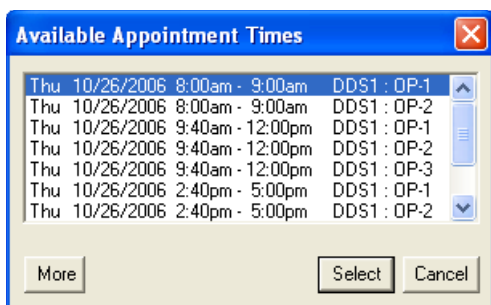 Available Appointment Times
Thu 10/26/2006 8:00am - 9:00am DDS1 : OP-1
Thu 10/26/2006 8:00am - 9:00am DDS1 : OP-2
Thu 10/26/2006 9:40am - 12:00pm DDS1 : OP-1
Thu 10/26/2006 9:40am - 12:00pm DDS1 : OP-2
Thu 10/26/2006 9:40am - 12:00pm DDS1 : OP-3
Thu 10/26/2006 2:40pm - 5:00pm DDS1 : OP-1
Thu 10/26/2006 2:40pm - 5:00pm DDS1 : OP-2
More Select Cancel